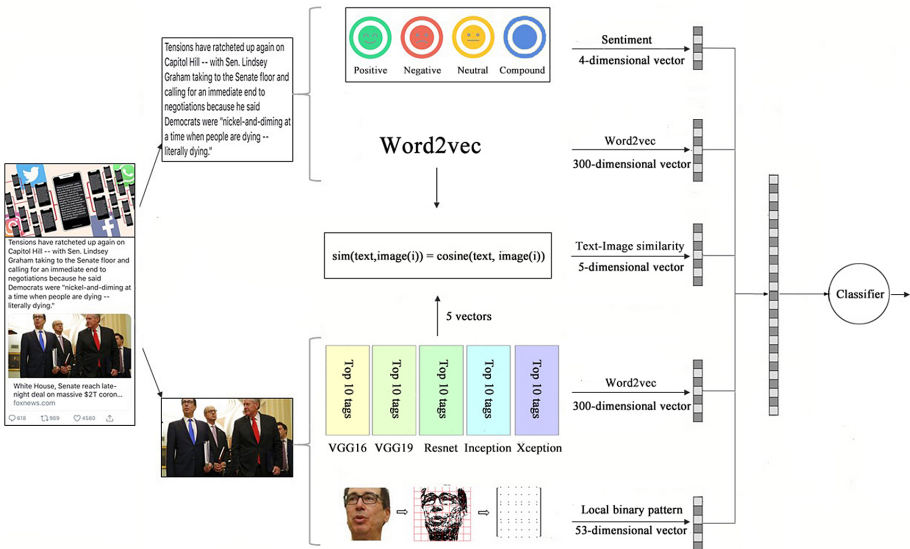 Tensions have ratcheted up again on
Capitol Hill -- with Sen. Lindsey
Graham taking to the Senate floor and
calling for an immediate end to
negotiations because he said
Democrats were "nickel-and-diming at
a time when people are dying --
literally dying."
Positive
Negative
Neutral
Compound
Sentiment
4-dimensional vector
Word2vec
Word2vec
300-dimensional vector
Tensions have ratcheted up again on
Capitol Hill -- with Sen. Lindsey
Graham taking to the Senate floor and
calling for an immediate end to
negotiations because he said
Democrats were "nickel-and-diming at
a time when people are dying --
literally dying."
White House, Senate reach late-
night deal on massive $2T coron...
foxnews.com
818
969
4580
sim(text,image(i)) = cosine(text, image(i))
Text-Image similarity
5-dimensional vector
Classifier
5 vectors
Top 10 tags
Top 10 tags
Top 10 tags
Top 10 tags
Top 10 tags
VGG16
VGG19
Resnet
Inception
Xception
Word2vec
300-dimensional vector
Local binary pattern
53-dimensional vector